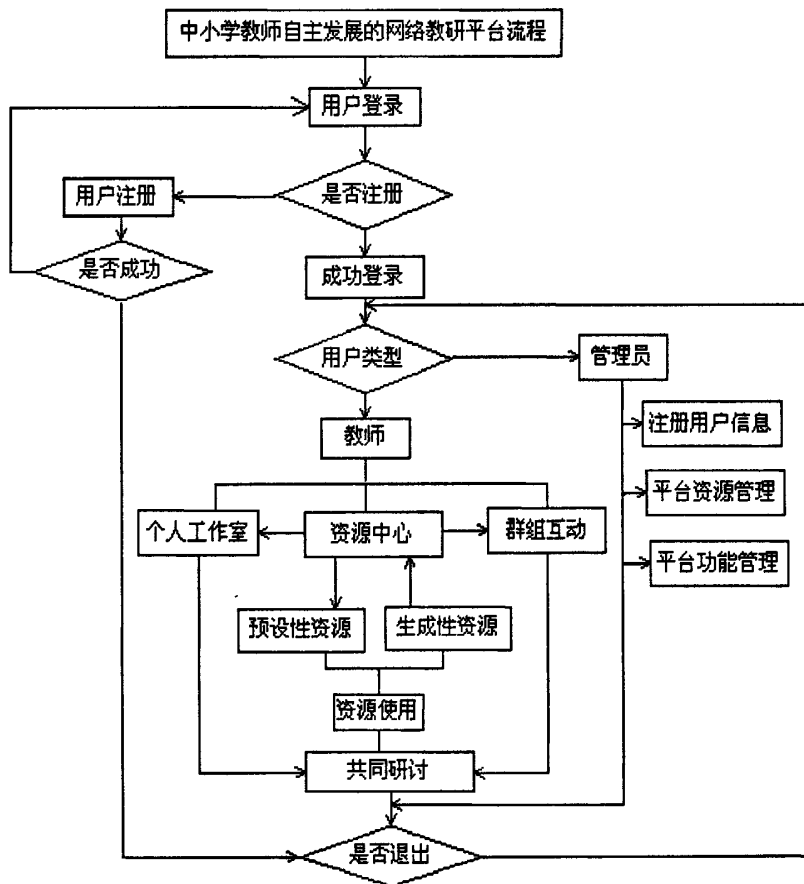 中小学教师自主发展的网络教研平台流程
用户登录
是否注册
用户注册
是否成功
成功登录
用户类型
管理员
教师
注册用户信息
平台资源管理
平台功能管理
个人工作室
资源中心
群组互动
预设性资源
生成性资源
资源使用
共同研讨
是否退出